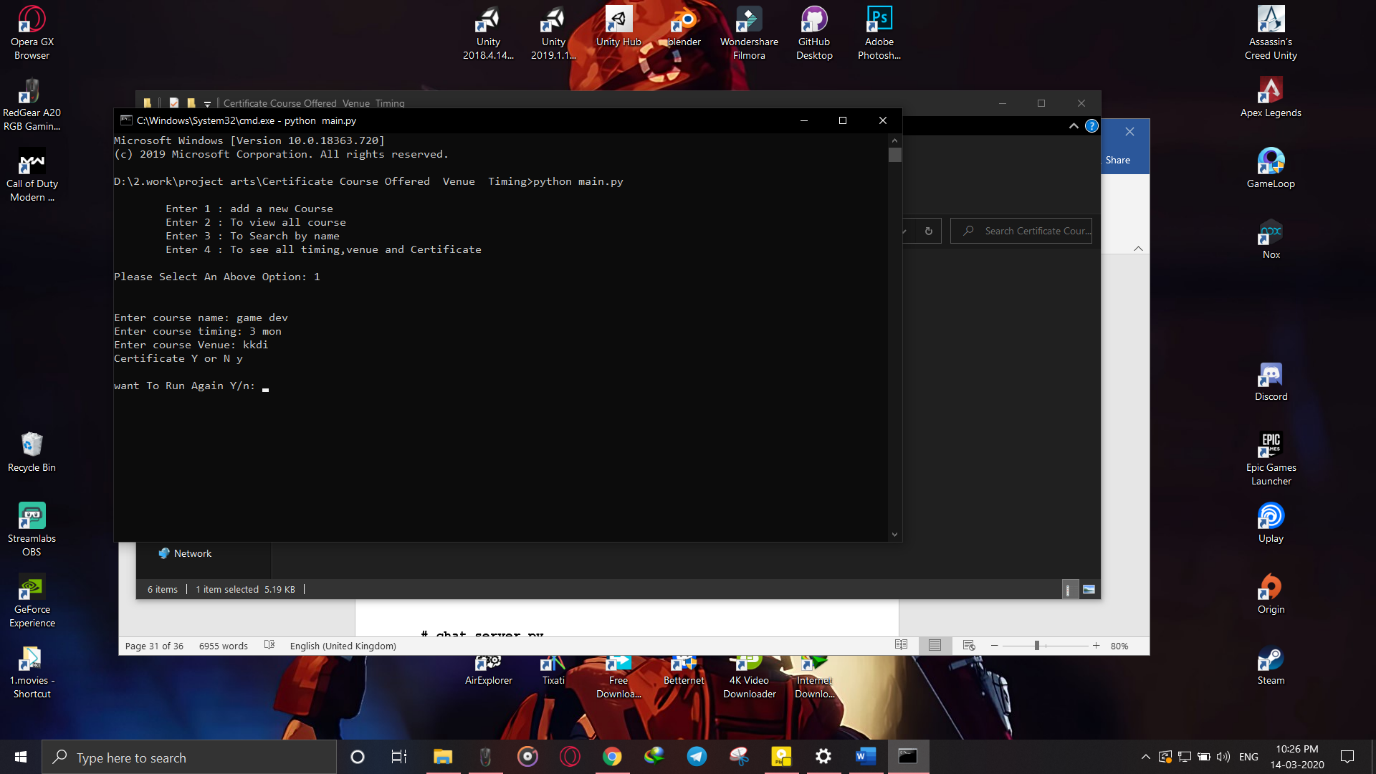 Opera GX
Browser
Unity
2018.4.14...
Unity
2019.1.1...
Unity Hub
blender
Wondershare
Filmora
GitHub
Desktop
Ps
Adobe
Photosh...
Assassin's
Creed Unity
RedGear A20
RGB Gamin...
Apex Legends
Call of Duty
Modern ...
GameLoop
Nox
Discord
EPIC
GAMES
Epic Games
Launcher
Recycle Bin
Streamlabs
OBS
Uplay
GeForce
Experience
Origin
1.movies -
Shortcut
Steam
Certificate Course Offered Venue Timing
C:\Windows\System32\cmd.exe - python main.py
Share
Search Certificate Cour...
Microsoft Windows [Version 10.0.18363.720]
(c) 2019 Microsoft Corporation. All rights reserved.
D:\2.work\project arts\Certificate Course Offered  Venue  Timing>python main.py
Enter 1 : add a new Course
Enter 2 : To view all course
Enter 3 : To Search by name
Enter 4 : To see all timing,venue and Certificate
Please Select An Above Option: 1
Enter course name: game dev
Enter course timing: 3 mon
Enter course Venue: kkdi
Certificate Y or N y
want To Run Again Y/n:
Network
6 items
1 item selected 5.19 KB
# chat server.py
Page 31 of 36
6955 words
English (United Kingdom)
80%
AirExplorer
Tixati
Free
Downloa...
Betternet
4K Video
Downloader
Internet
Downlo...
Type here to search
ENG
10:26 PM
14-03-2020